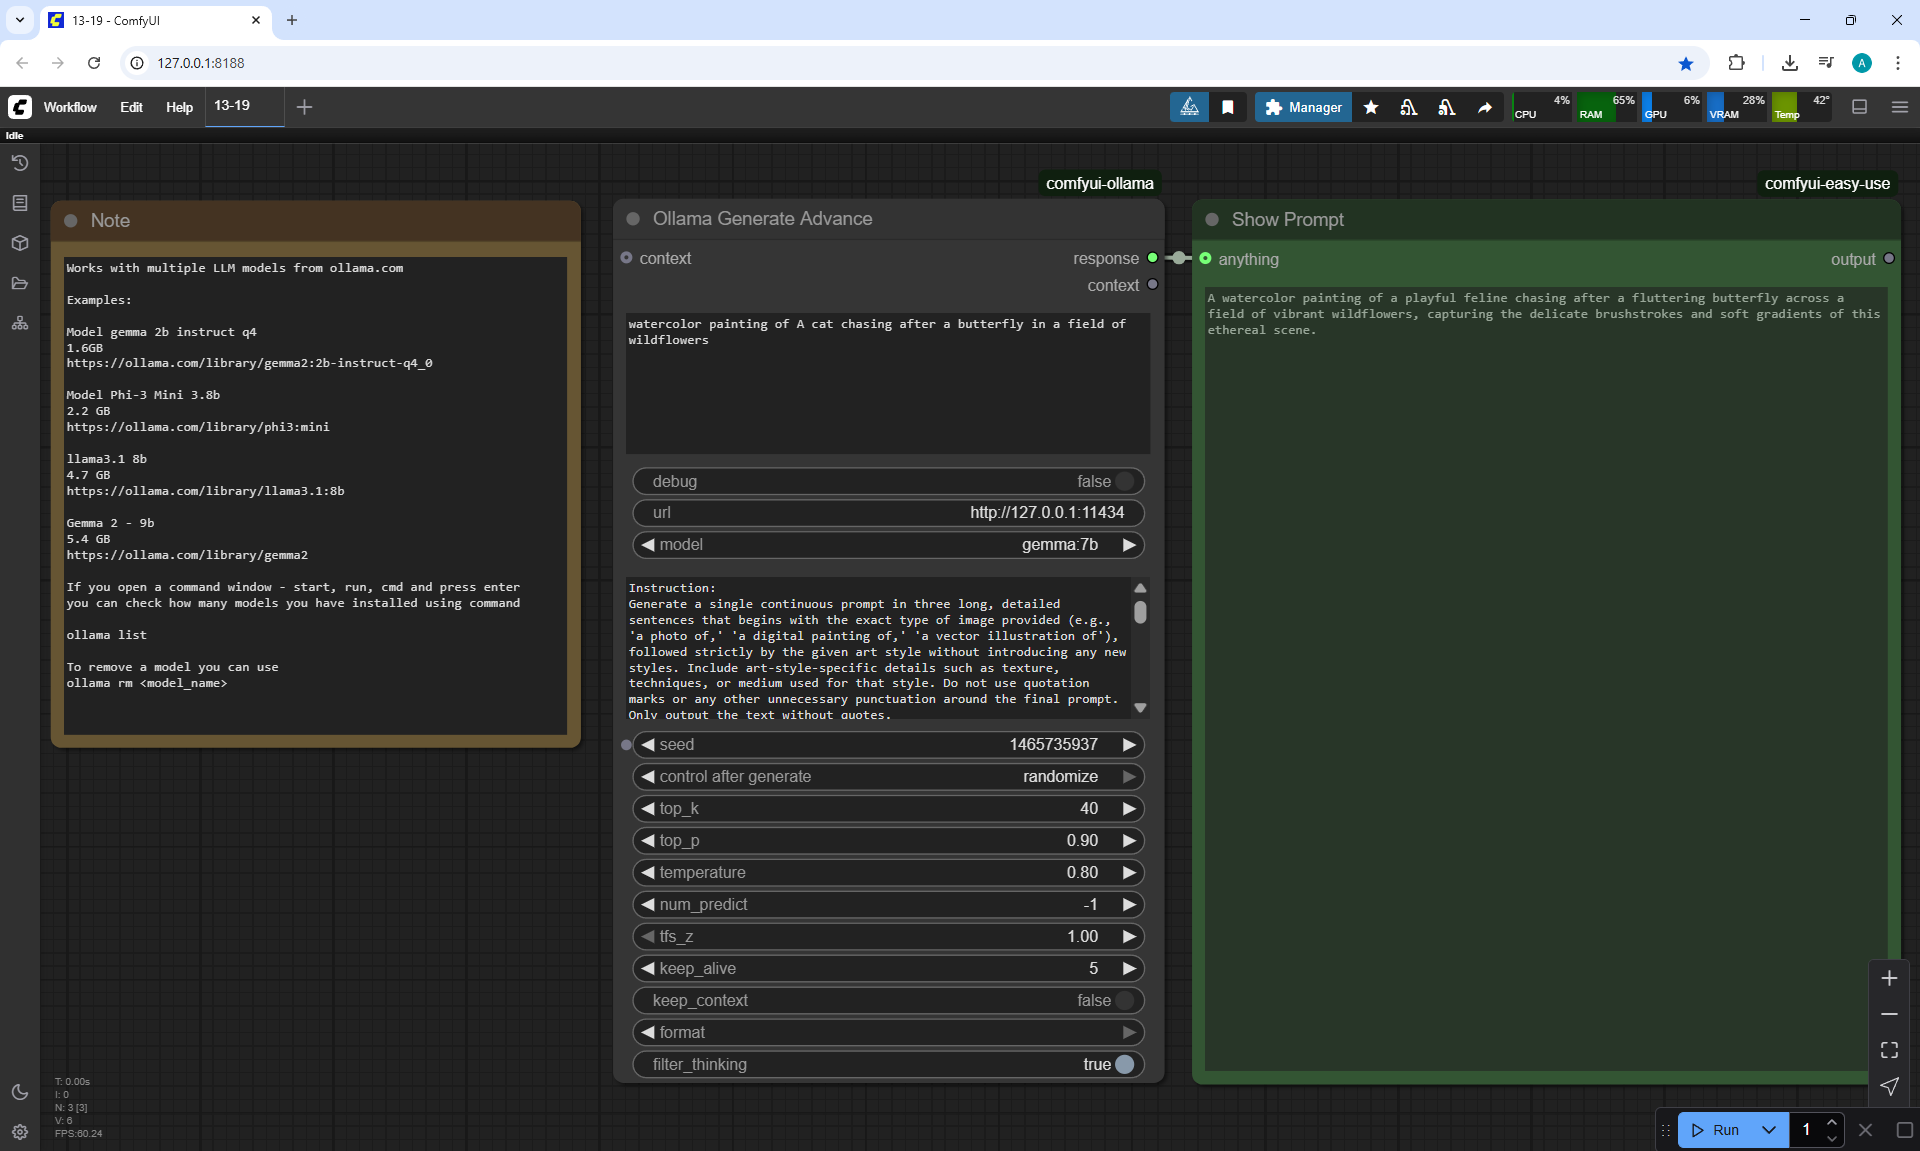 13-19 - ComfyUI
127.0.0.1:8188
Workflow Edit Help 13-19
Manager
CPU 4% RAM 65% GPU 6% VRAM 28% Temp 42°
Idle
comfyui-ollama
comfyui-easy-use
Note
Works with multiple LLM models from ollama.com
Examples:
Model gemma 2b instruct q4
1.6GB
https://ollama.com/library/gemma2:2b-instruct-q4_0
Model Phi-3 Mini 3.8b
2.2 GB
https://ollama.com/library/phi3:mini
llama3.1 8b
4.7 GB
https://ollama.com/library/llama3.1:8b
Gemma 2 - 9b
5.4 GB
https://ollama.com/library/gemma2
If you open a command window - start, run, cmd and press enter
you can check how many models you have installed using command
ollama list
To remove a model you can use
ollama rm <model_name>
Ollama Generate Advance
context response
context
watercolor painting of A cat chasing after a butterfly in a field of
wildflowers
debug false
url http://127.0.0.1:11434
model gemma:7b
Instruction:
Generate a single continuous prompt in three long, detailed
sentences that begins with the exact type of image provided (e.g.,
'a photo of,' 'a digital painting of,' 'a vector illustration of'),
followed strictly by the given art style without introducing any new
styles. Include art-style-specific details such as texture,
techniques, or medium used for that style. Do not use quotation
marks or any other unnecessary punctuation around the final prompt.
Only output the text without quotes.
seed 1465735937
control after generate randomize
top_k 40
top_p 0.90
temperature 0.80
num_predict -1
tfs_z 1.00
keep_alive 5
keep_context false
format
filter_thinking true
Show Prompt
anything output
A watercolor painting of a playful feline chasing after a fluttering butterfly across a
field of vibrant wildflowers, capturing the delicate brushstrokes and soft gradients of this
ethereal scene.
T: 0.00s
I: 0
N: 3 [3]
V: 6
FPS:60.24
Run 1
A